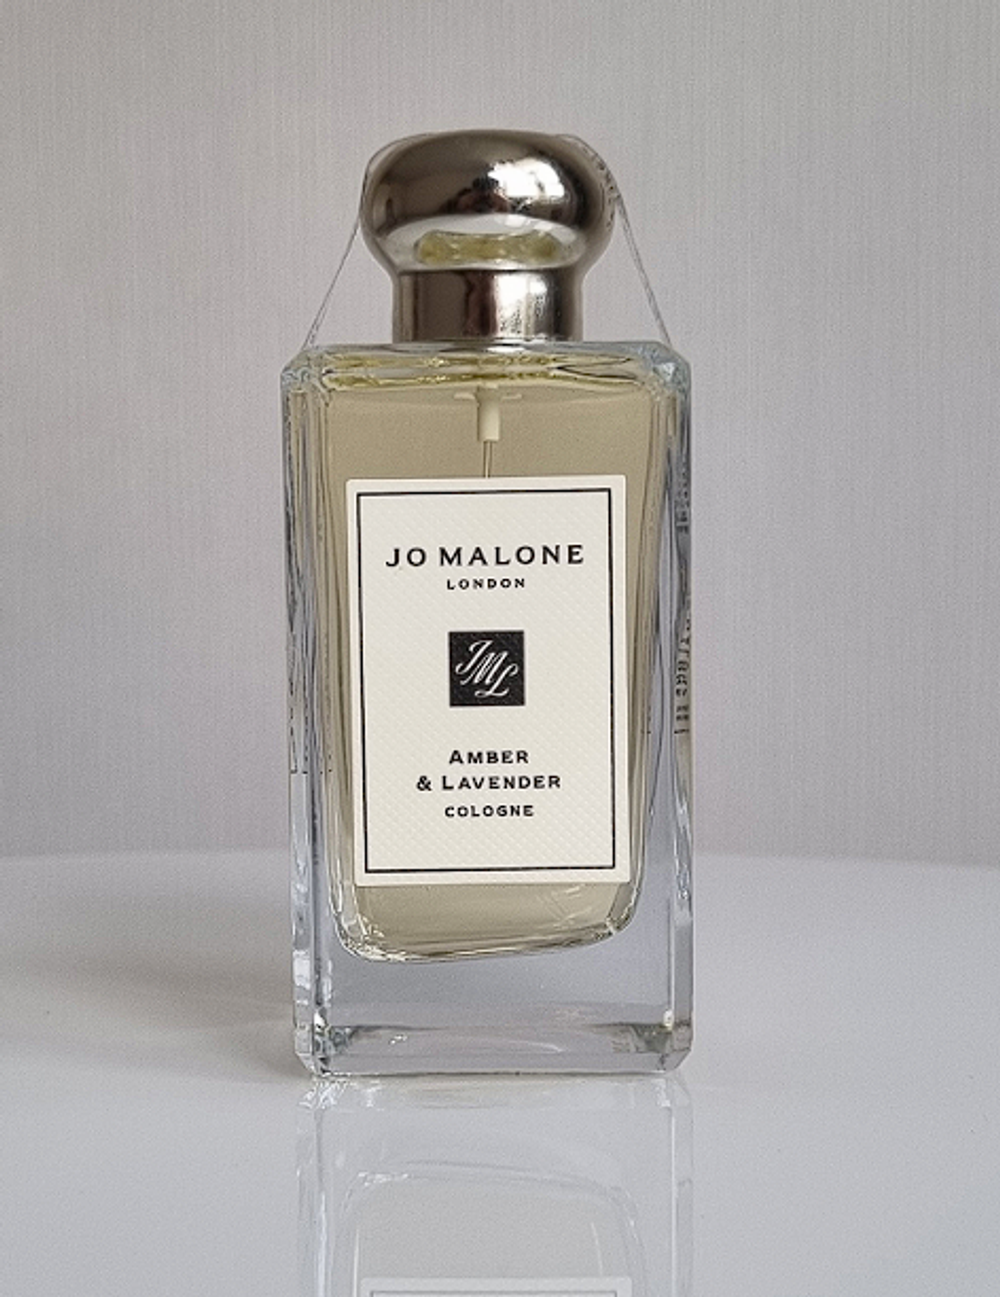 JO MALONE
LONDON
JML
AMBER
& LAVENDER
COLOGNE